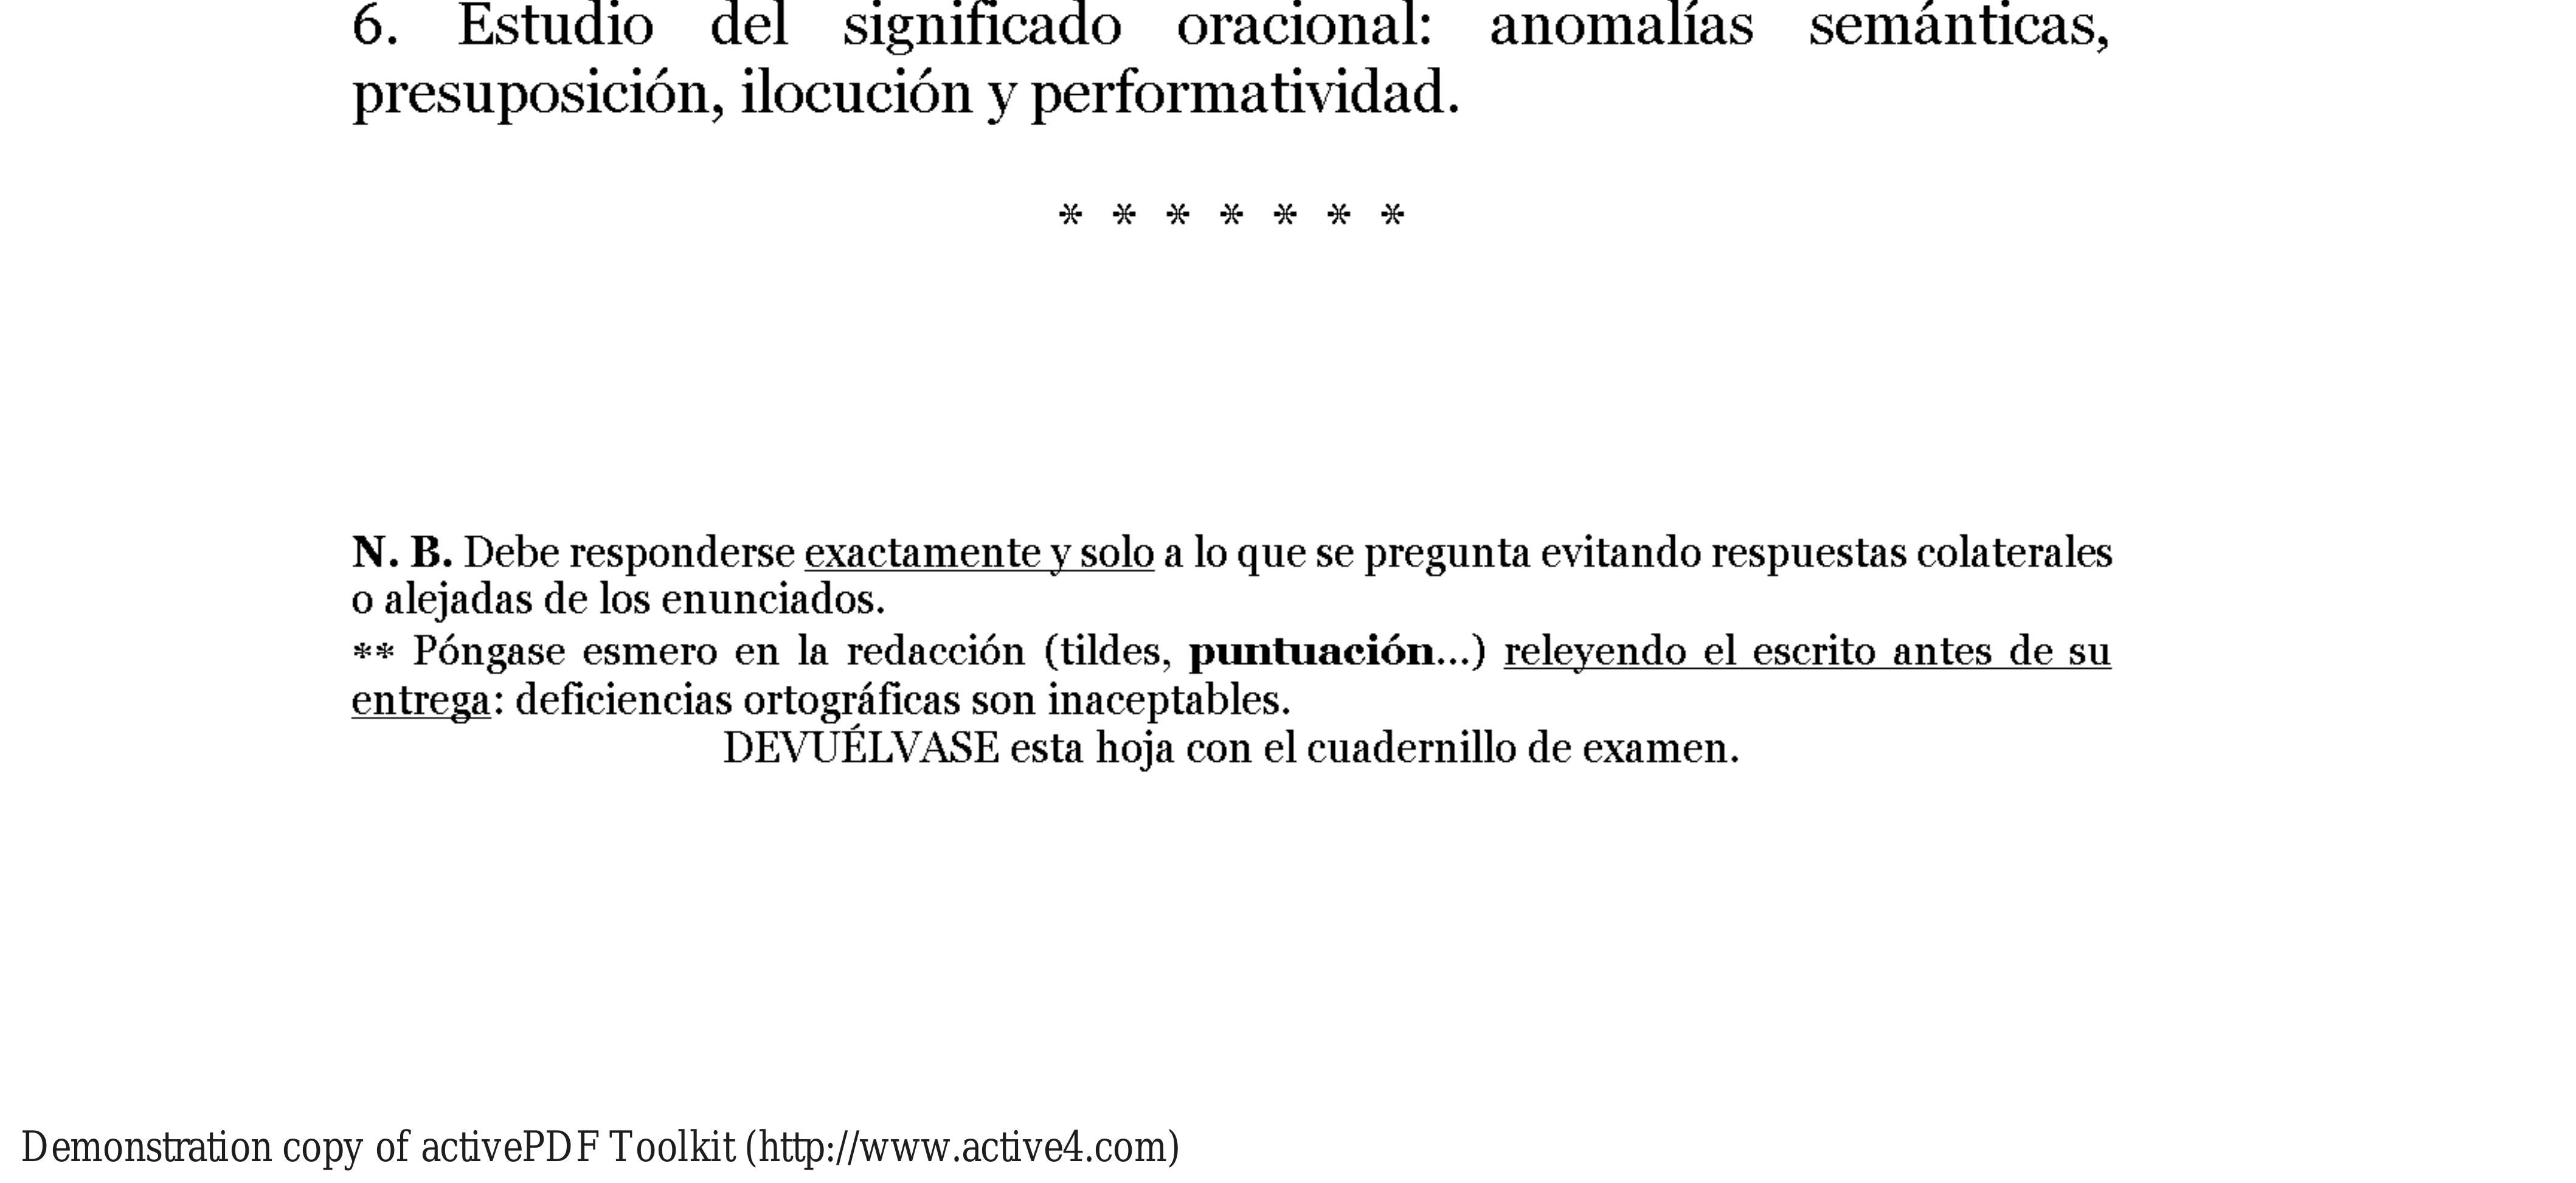 6. Estudio del significado oracional: anomalías semánticas,
presuposición, ilocución y performatividad.
* * * * * * *
N. B. Debe responderse exactamente y solo a lo que se pregunta evitando respuestas colaterales
o alejadas de los enunciados.
** Póngase esmero en la redacción (tildes, puntuación...) releyendo el escrito antes de su
entrega: deficiencias ortográficas son inaceptables.
DEVUÉLVASE esta hoja con el cuadernillo de examen.
Demonstration copy of activePDF Toolkit (http://www.active4.com)